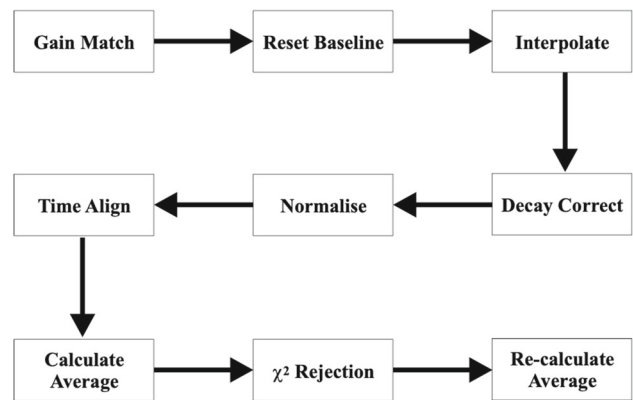 Gain Match
Reset Baseline
Interpolate
Time Align
Normalise
Decay Correct
Calculate
Average
χ² Rejection
Re-calculate
Average